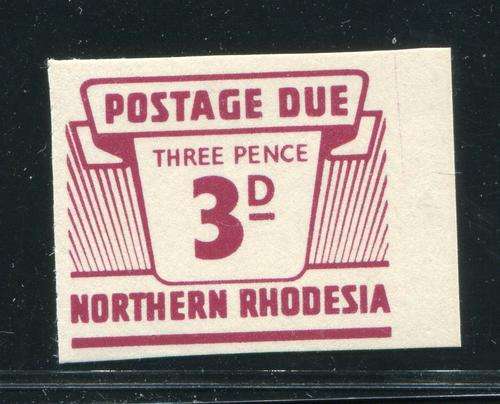 POSTAGE DUE
THREE PENCE
3D
NORTHERN RHODESIA